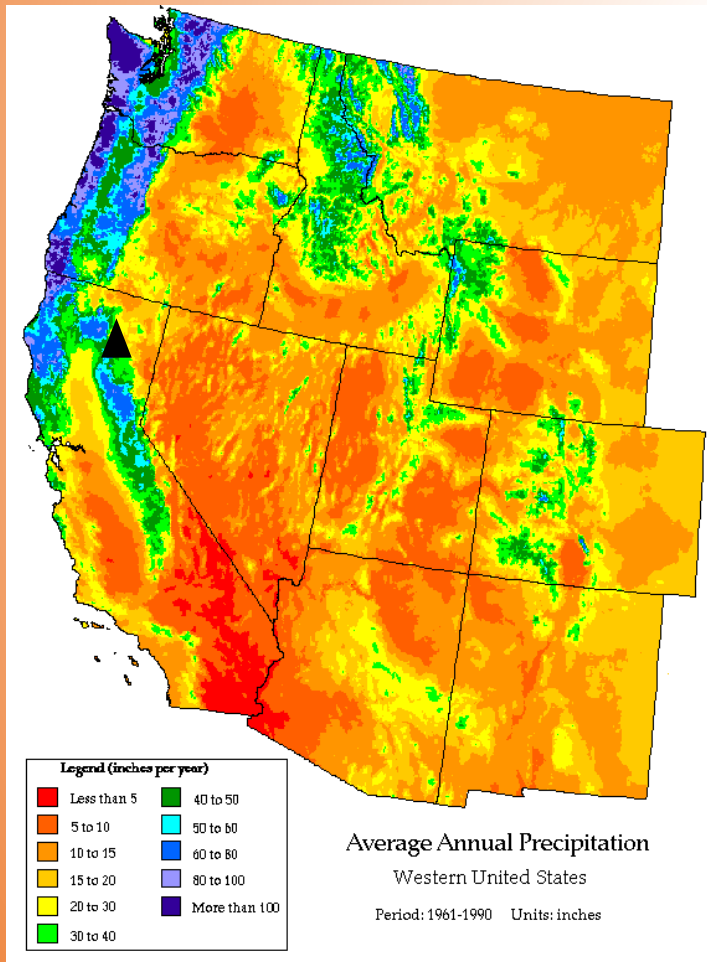 Legend (inches per year)
Less than 5
5 to 10
10 to 15
15 to 20
20 to 30
30 to 40
40 to 50
50 to 60
60 to 80
80 to 100
More than 100
Average Annual Precipitation
Western United States
Period: 1961-1990 Units: inches